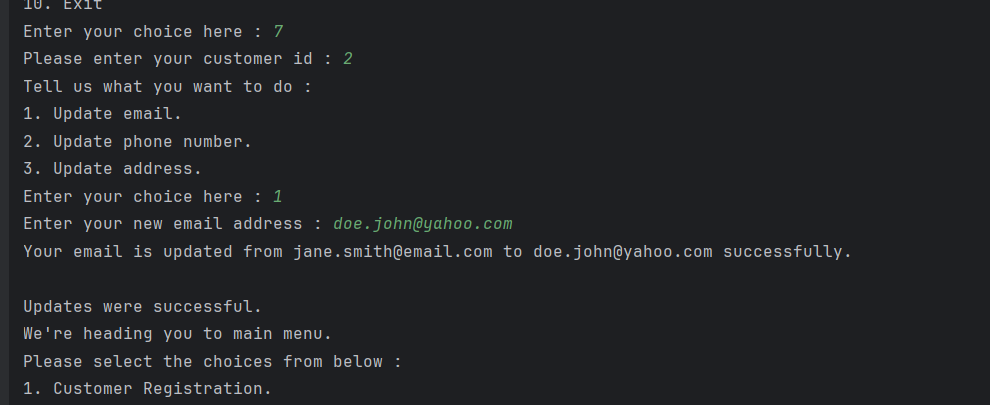 10. Exit
Enter your choice here : 7
Please enter your customer id : 2
Tell us what you want to do :
1. Update email.
2. Update phone number.
3. Update address.
Enter your choice here : 1
Enter your new email address : doe.john@yahoo.com
Your email is updated from jane.smith@email.com to doe.john@yahoo.com successfully.

Updates were successful.
We're heading you to main menu.
Please select the choices from below :
1. Customer Registration.